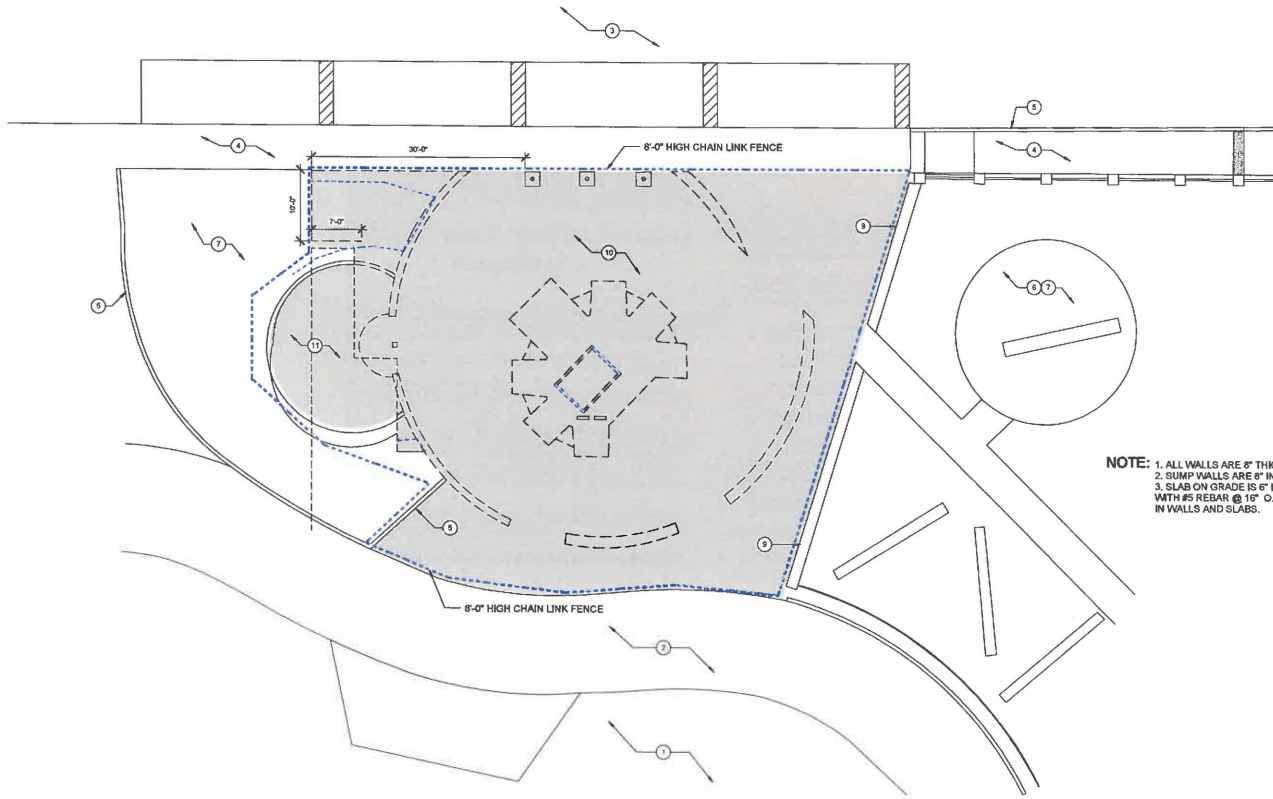 3
5
4
30'-0"
8'-0" HIGH CHAIN LINK FENCE
4
10'-0"
7'-0"
7
9
10
6 7
5
11
NOTE: 1. ALL WALLS ARE 8" THI
2. SUMP WALLS ARE 8" IN
3. SLAB ON GRADE IS 6"
WITH #5 REBAR @ 16" O.
IN WALLS AND SLABS.
5
9
8'-0" HIGH CHAIN LINK FENCE
2
1